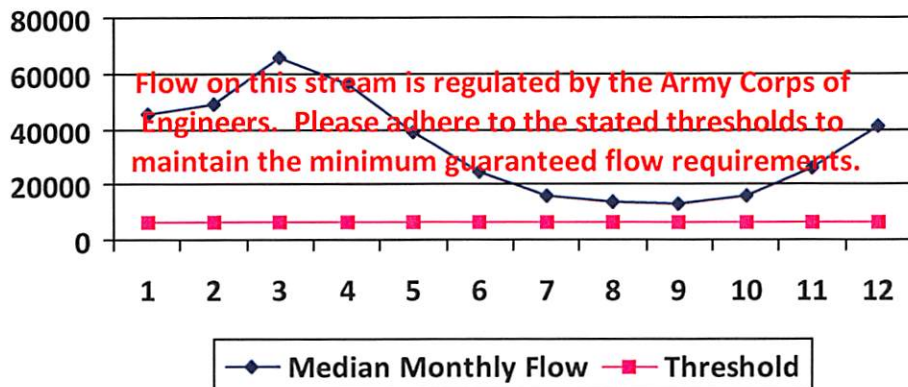 80000
60000
40000
20000
0
Flow on this stream is regulated by the Army Corps of
Engineers. Please adhere to the stated thresholds to
maintain the minimum guaranteed flow requirements.
1 2 3 4 5 6 7 8 9 10 11 12
Median Monthly Flow Threshold